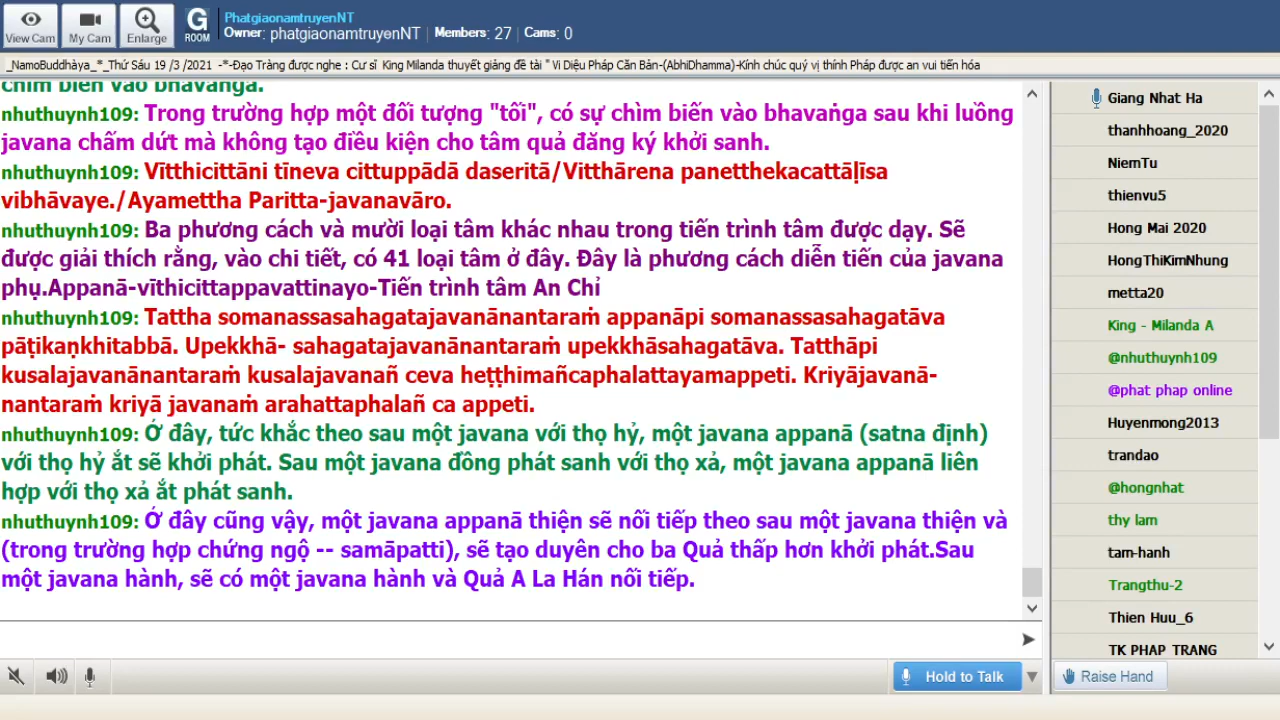 View Cam
My Cam
Enlarge
G
ROOM
PhatgiaonamtruyenNT
Owner: phatgiaonamtruyenNT | Members: 27 | Cams: 0
_NamoBuddhàya_*_Thứ Sáu 19 /3 /2021 -*-Đạo Tràng được nghe : Cư sĩ King Milanda thuyết giảng đề tài " Vi Diệu Pháp Căn Bản-(AbhiDhamma)-Kính chúc quý vị thính Pháp được an vui tiến hóa
chìm biến vào bhavaṅga.
nhuthuynh109: Trong trường hợp một đối tượng "tối", có sự chìm biến vào bhavaṅga sau khi luồng
javana chấm dứt mà không tạo điều kiện cho tâm quả đăng ký khởi sanh.
nhuthuynh109: Vītthicittāni tīneva cittuppādā daseritā/Vitthārena panetthekacattāḷīsa
vibhāvaye./Ayamettha Paritta-javanavāro.
nhuthuynh109: Ba phương cách và mười loại tâm khác nhau trong tiến trình tâm được dạy. Sẽ
được giải thích rằng, vào chi tiết, có 41 loại tâm ở đây. Đây là phương cách diễn tiến của javana
phụ.Appanā-vīthicittappavattinayo-Tiến trình tâm An Chỉ
nhuthuynh109: Tattha somanassasahagatajavanānantaraṁ appanāpi somanassasahagatāva
pāṭikaṇkhitabbā. Upekkhā- sahagatajavanānantaraṁ upekkhāsahagatāva. Tatthāpi
kusalajavanānantaraṁ kusalajavanañ ceva heṭṭhimañcaphalattayamappeti. Kriyājavanā-
nantaraṁ kriyā javanaṁ arahattaphalañ ca appeti.
nhuthuynh109: Ớ đây, tức khắc theo sau một javana với thọ hỷ, một javana appanā (satna định)
với thọ hỷ ắt sẽ khởi phát. Sau một javana đồng phát sanh với thọ xả, một javana appanā liên
hợp với thọ xả ắt phát sanh.
nhuthuynh109: Ớ đây cũng vậy, một javana appanā thiện sẽ nối tiếp theo sau một javana thiện và
(trong trường hợp chứng ngộ -- samāpatti), sẽ tạo duyên cho ba Quả thấp hơn khởi phát.Sau
một javana hành, sẽ có một javana hành và Quả A La Hán nối tiếp.
Giang Nhat Ha
thanhhoang_2020
NiemTu
thienvu5
Hong Mai 2020
HongThiKimNhung
metta20
King - Milanda A
@nhuthuynh109
@phat phap online
Huyenmong2013
trandao
@hongnhat
thy lam
tam-hanh
Trangthu-2
Thien Huu_6
TK PHAP TRANG
Hold to Talk
Raise Hand